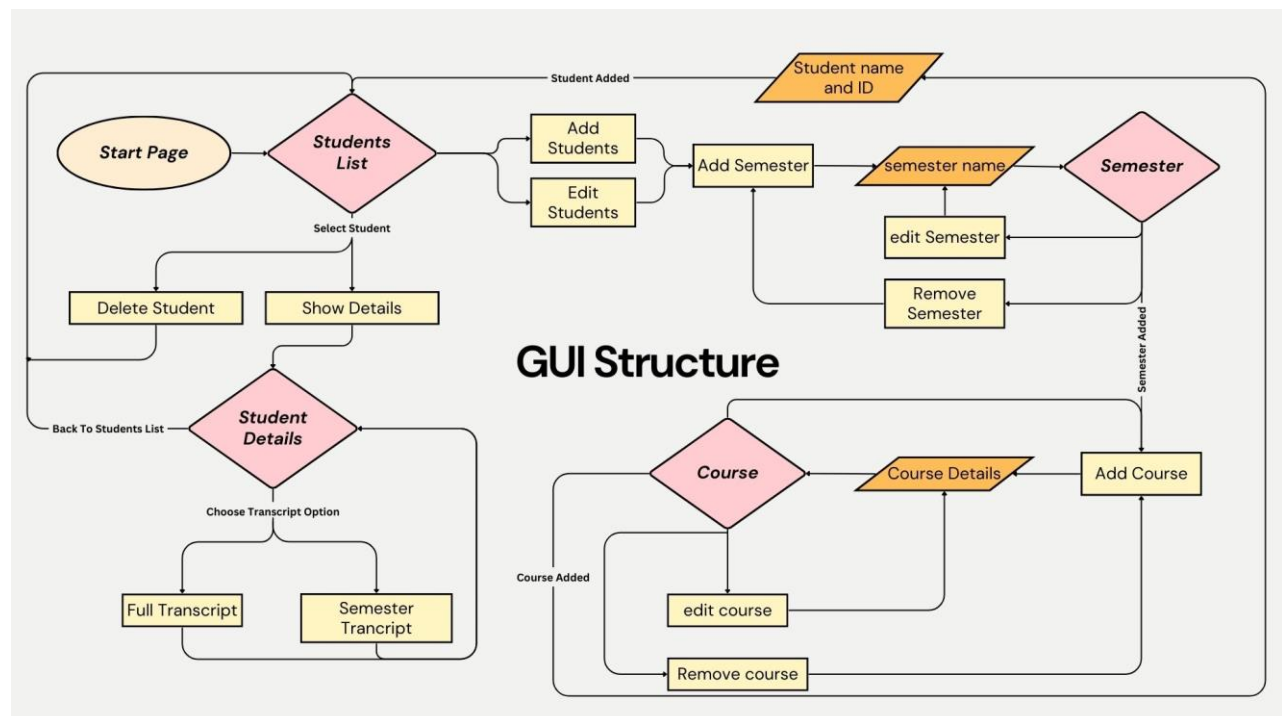 Student Added
Student name
and ID
Start Page
Students
List
Add
Students
Edit
Students
Add Semester
semester name
Semester
edit Semester
Remove
Semester
Select Student
Delete Student
Show Details
Semester Added
GUI Structure
Student
Details
Back To Students List
Choose Transcript Option
Full Transcript
Semester
Trancript
Course
Course Details
Add Course
Course Added
edit course
Remove course